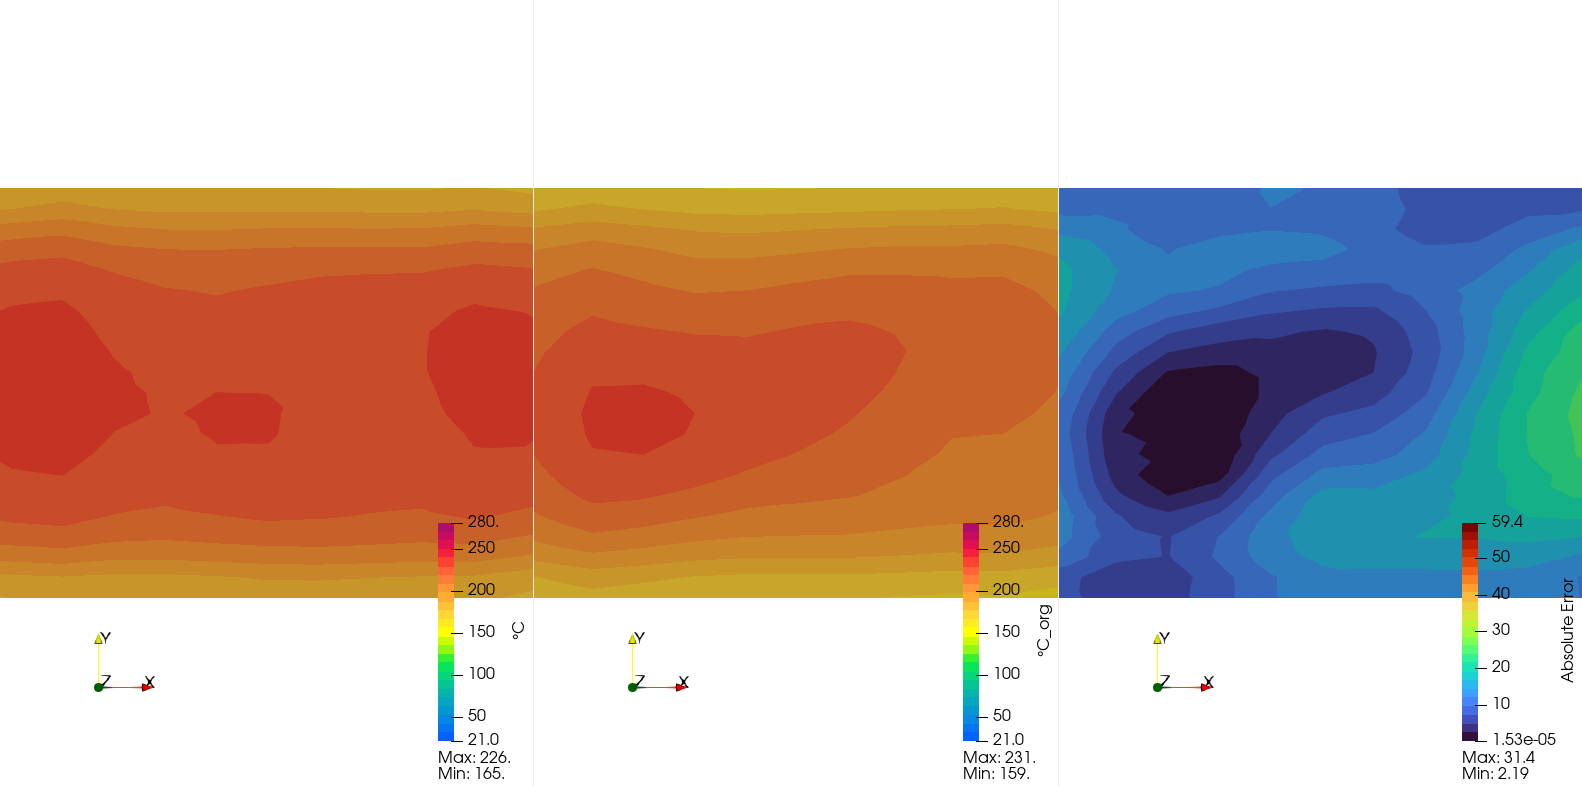 280.
250
200
150
100
50
21.0
°C
Max: 226.
Min: 165.
Y
Z
X
280.
250
200
150
100
50
21.0
°C_org
Max: 231.
Min: 159.
Y
Z
X
59.4
50
40
30
20
10
1.53e-05
Absolute Error
Max: 31.4
Min: 2.19
Y
Z
X